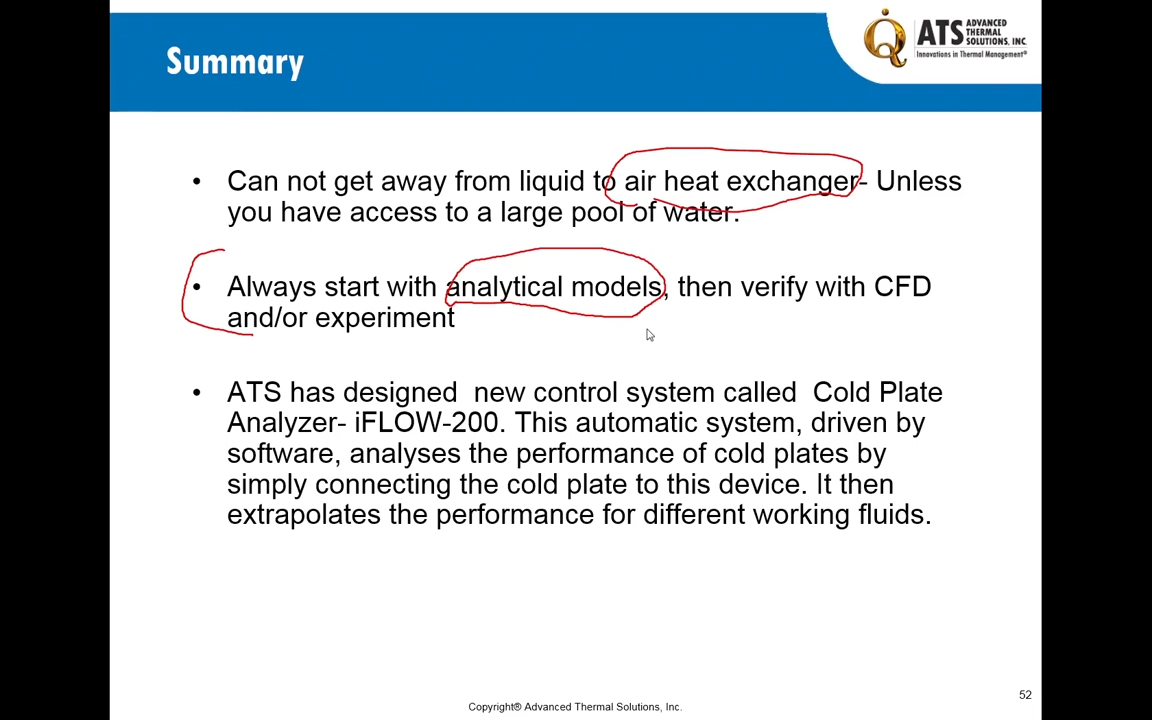 Summary
ATS ADVANCED
THERMAL
SOLUTIONS, INC.
Innovations in Thermal Management®
• Can not get away from liquid to air heat exchanger- Unless
you have access to a large pool of water.
• Always start with analytical models, then verify with CFD
and/or experiment
• ATS has designed new control system called Cold Plate
Analyzer- iFLOW-200. This automatic system, driven by
software, analyses the performance of cold plates by
simply connecting the cold plate to this device. It then
extrapolates the performance for different working fluids.
52
Copyright® Advanced Thermal Solutions, Inc.